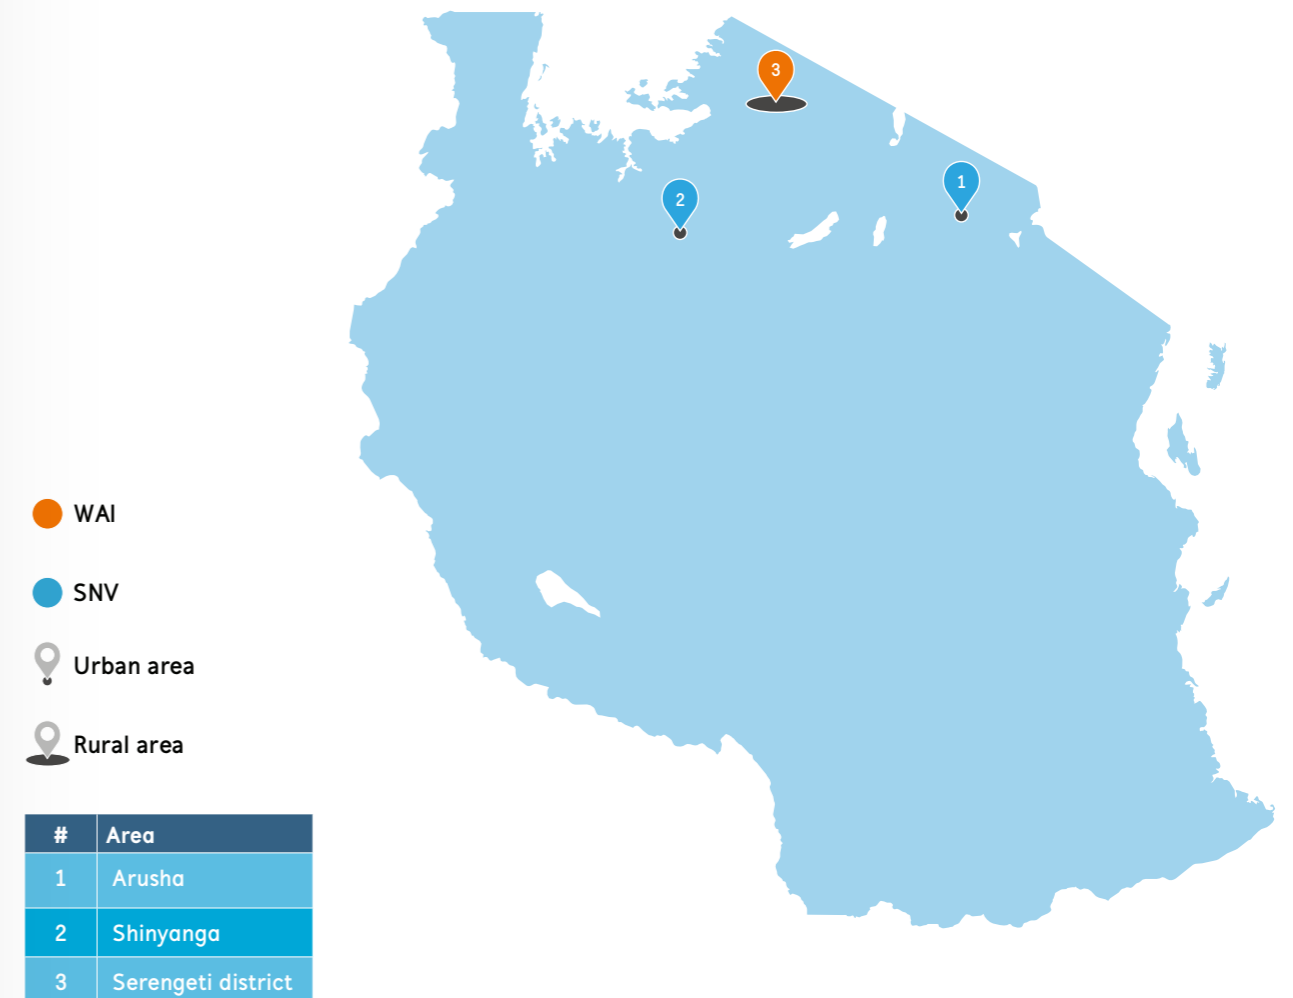 3
1
2
WAI
SNV
Urban area
Rural area
# Area
1 Arusha
2 Shinyanga
3 Serengeti district